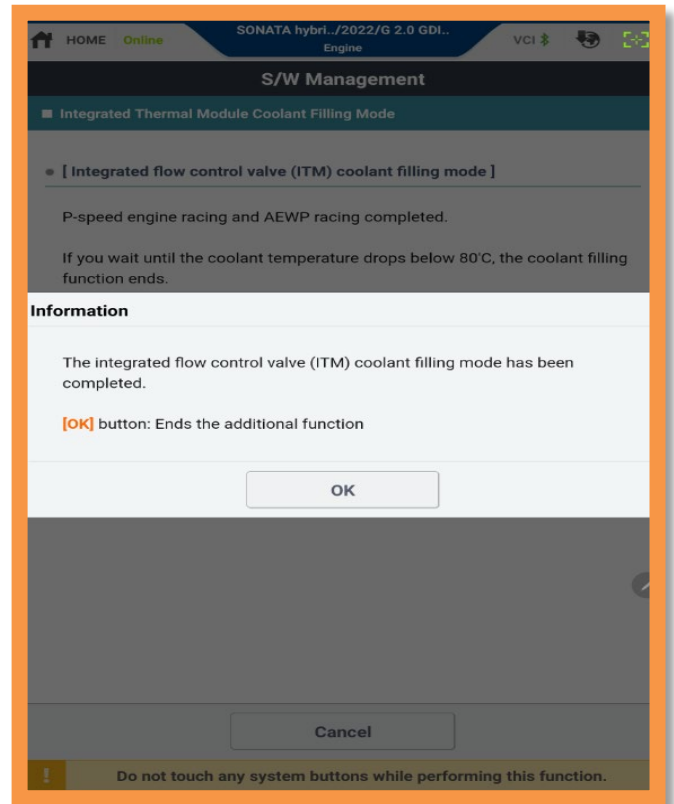 HOME Online SONATA hybri../2022/G 2.0 GDI.. VCI
Engine
S/W Management
Integrated Thermal Module Coolant Filling Mode
[ Integrated flow control valve (ITM) coolant filling mode ]
P-speed engine racing and AEWP racing completed.
If you wait until the coolant temperature drops below 80℃, the coolant filling
function ends.
Information
The integrated flow control valve (ITM) coolant filling mode has been
completed.
[OK] button: Ends the additional function
OK
Cancel
! Do not touch any system buttons while performing this function.